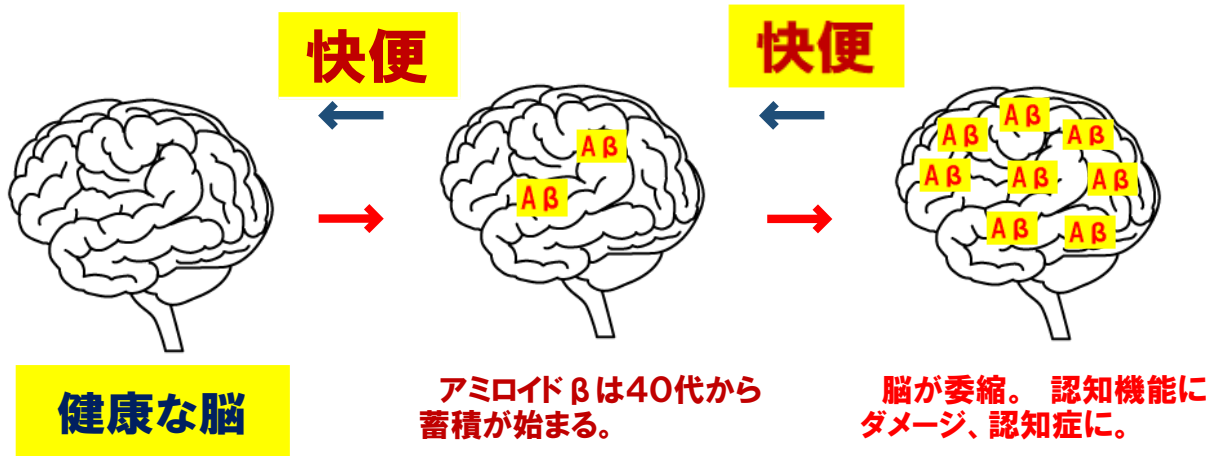 快便
快便
Aβ
Aβ
Aβ
Aβ
Aβ
Aβ
Aβ
Aβ
Aβ
Aβ
健康な脳
アミロイドβは40代から
蓄積が始まる。
脳が委縮。 認知機能に
ダメージ、認知症に。